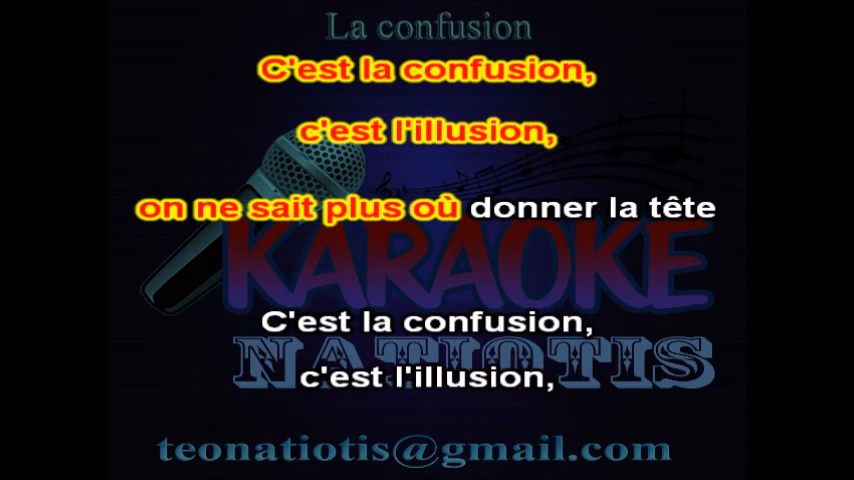 La confusion
C'est la confusion,
c'est l'illusion,
on ne sait plus où donner la tête
KARAOKE
C'est la confusion,
NATIOTIS
c'est l'illusion,
teonatiotis@gmail.com